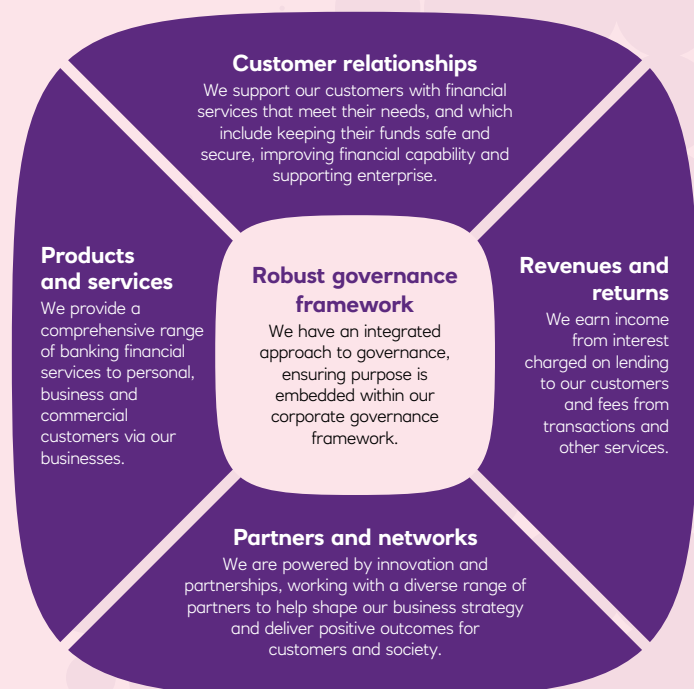 Customer relationships
We support our customers with financial
services that meet their needs, and which
include keeping their funds safe and
secure, improving financial capability and
supporting enterprise.
Products
and services
We provide a
comprehensive range
of banking financial
services to personal,
business and
commercial
customers via our
businesses.
Robust governance
framework
We have an integrated
approach to governance,
ensuring purpose is
embedded within our
corporate governance
framework.
Revenues and
returns
We earn income
from interest
charged on lending
to our customers
and fees from
transactions and
other services.
Partners and networks
We are powered by innovation and
partnerships, working with a diverse range of
partners to help shape our business strategy
and deliver positive outcomes for
customers and society.